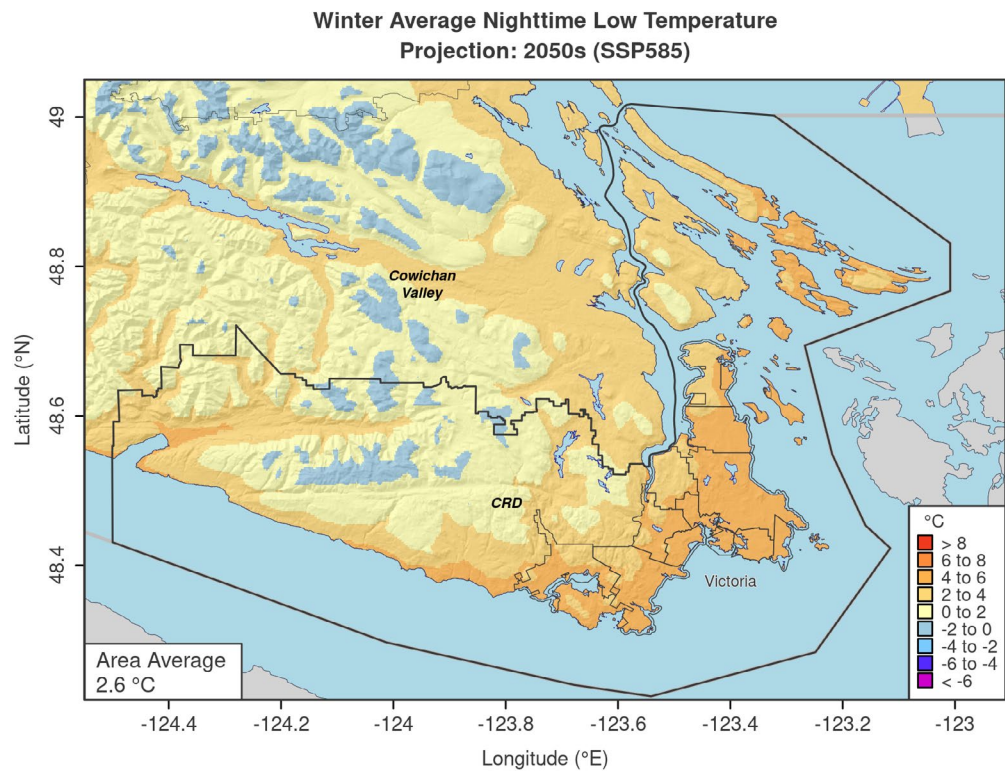 Winter Average Nighttime Low Temperature
Projection: 2050s (SSP585)
49
48.8
48.6
48.4
Latitude (°N)
Cowichan
Valley
CRD
Victoria
Area Average
2.6 °C
°C
> 8
6 to 8
4 to 6
2 to 4
0 to 2
-2 to 0
-4 to -2
-6 to -4
< -6
-124.4
-124.2
-124
-123.8
-123.6
-123.4
-123.2
-123
Longitude (°E)